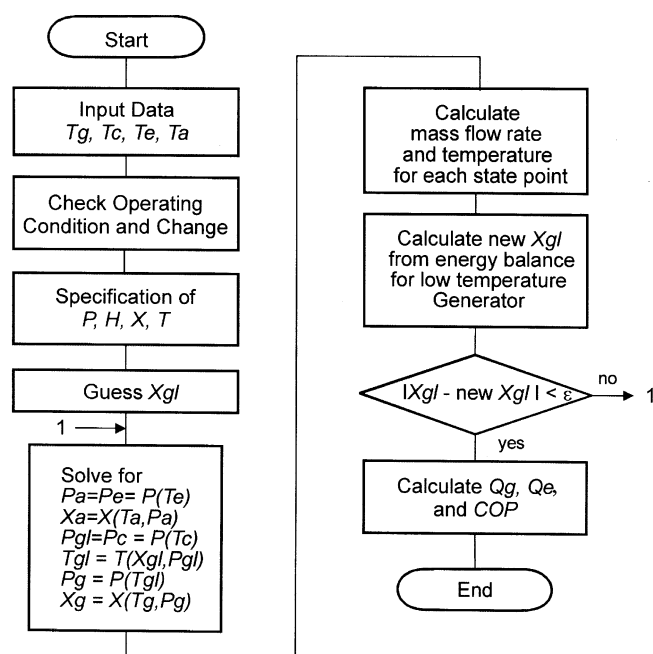 Start
Input Data
Tg, Tc, Te, Ta
Check Operating
Condition and Change
Specification of
P, H, X, T
Guess Xgl
1
Solve for
Pa=Pe= P(Te)
Xa=X(Ta,Pa)
Pgl=Pc = P(Tc)
Tgl = T(Xgl,Pgl)
Pg = P(Tgl)
Xg = X(Tg,Pg)
Calculate
mass flow rate
and temperature
for each state point
Calculate new Xgl
from energy balance
for low temperature
Generator
|Xgl - new Xgl | < ε
no
1
yes
Calculate Qg, Qe,
and COP
End